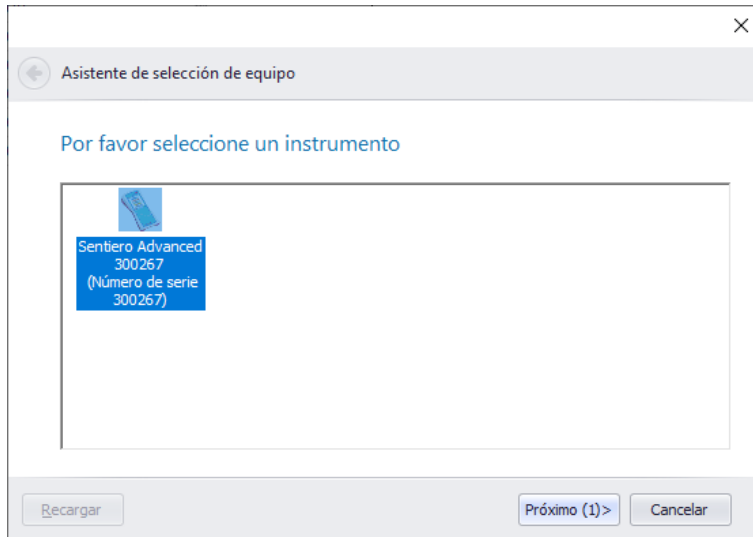 Asistente de selección de equipo
Por favor seleccione un instrumento
Sentiero Advanced
300267
(Número de serie
300267)
Recargar
Próximo (1)>
Cancelar